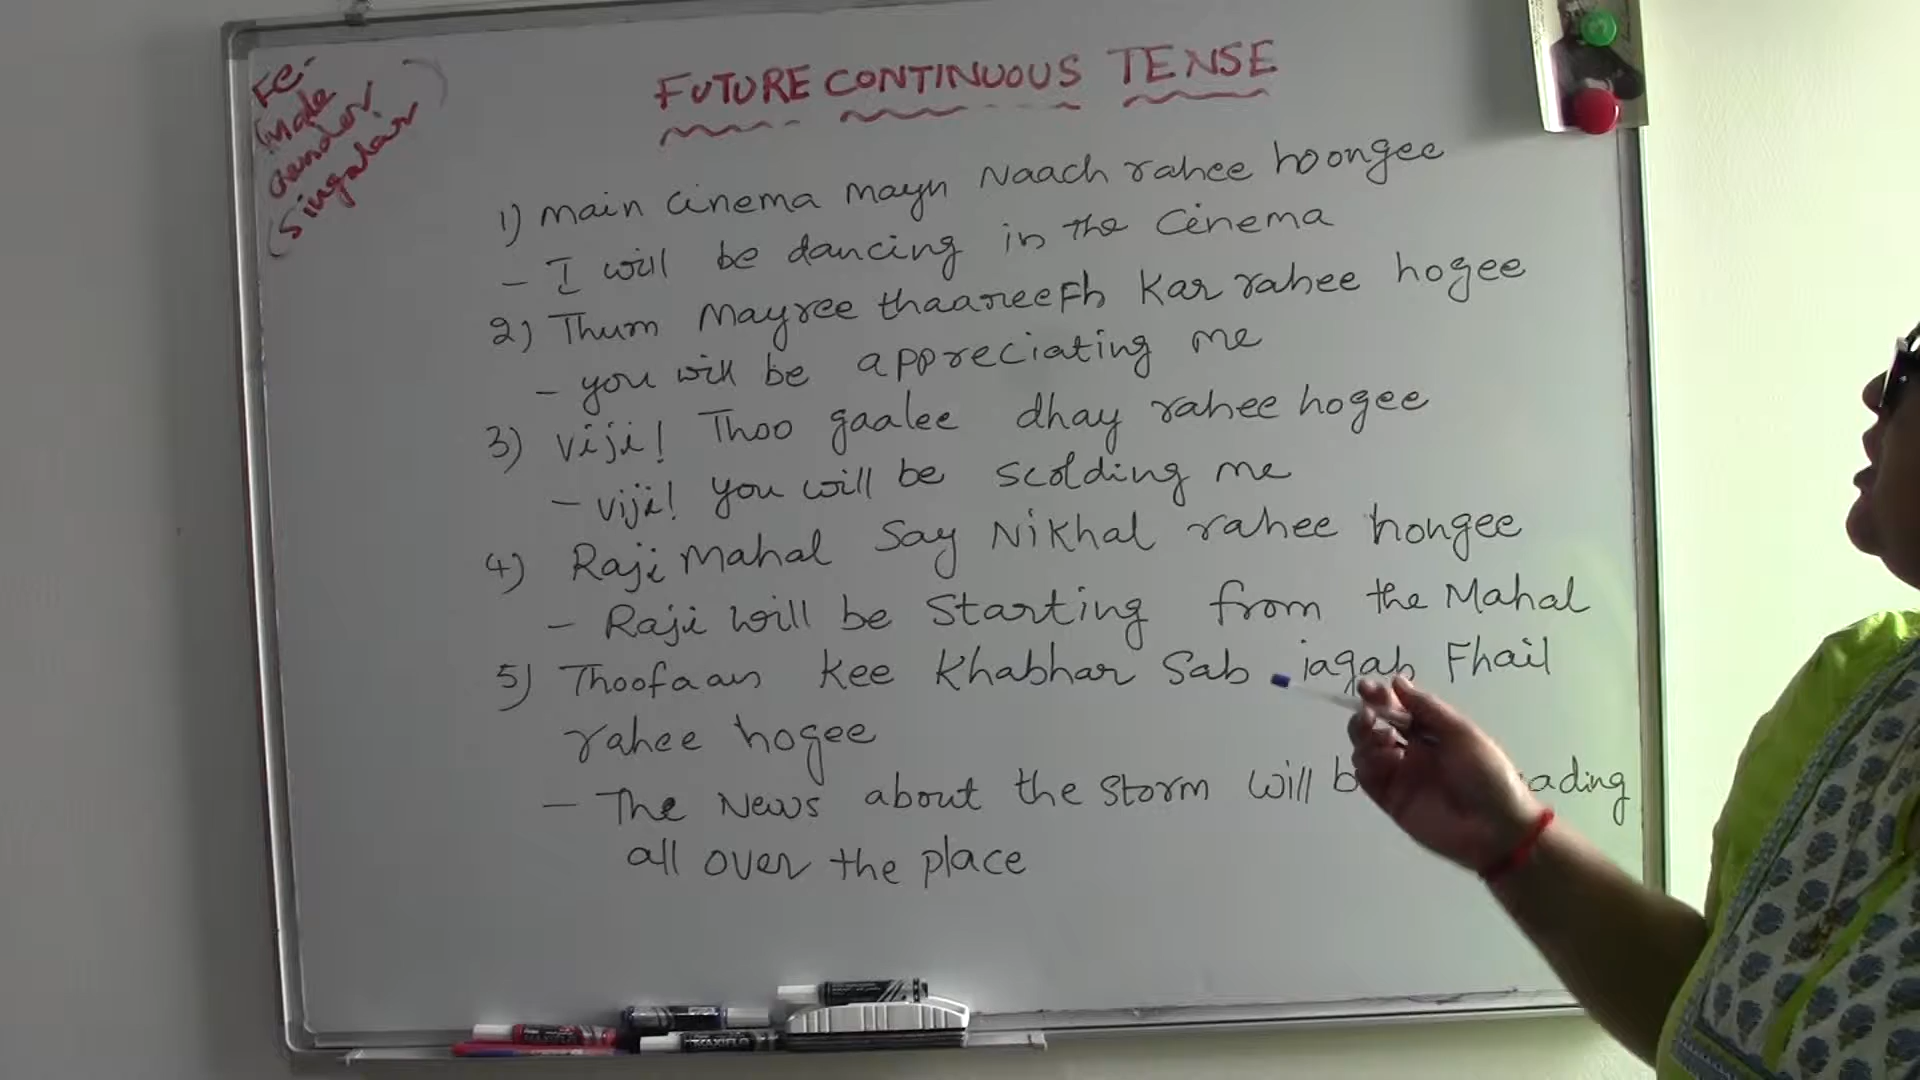 FUTURE CONTINUOUS TENSE
Gender
Singular
1) Main Cinema mayn Naach rahee hoongee
- I will be dancing in the Cinema
2) Thum Mayree thaareefh Kar rahee hogee
- you will be appreciating me
3) Viji! Thoo gaalee dhay rahee hogee
- Viji! you will be scolding me
4) Raji Mahal Say Nikhal rahee hongee
- Raji will be Starting from the Mahal
5) Thoofaan Kee Khabhar Sab jagah Fhail
rahee hogee
- The News about the Storm will b ading
all over the place
MAXIFLO